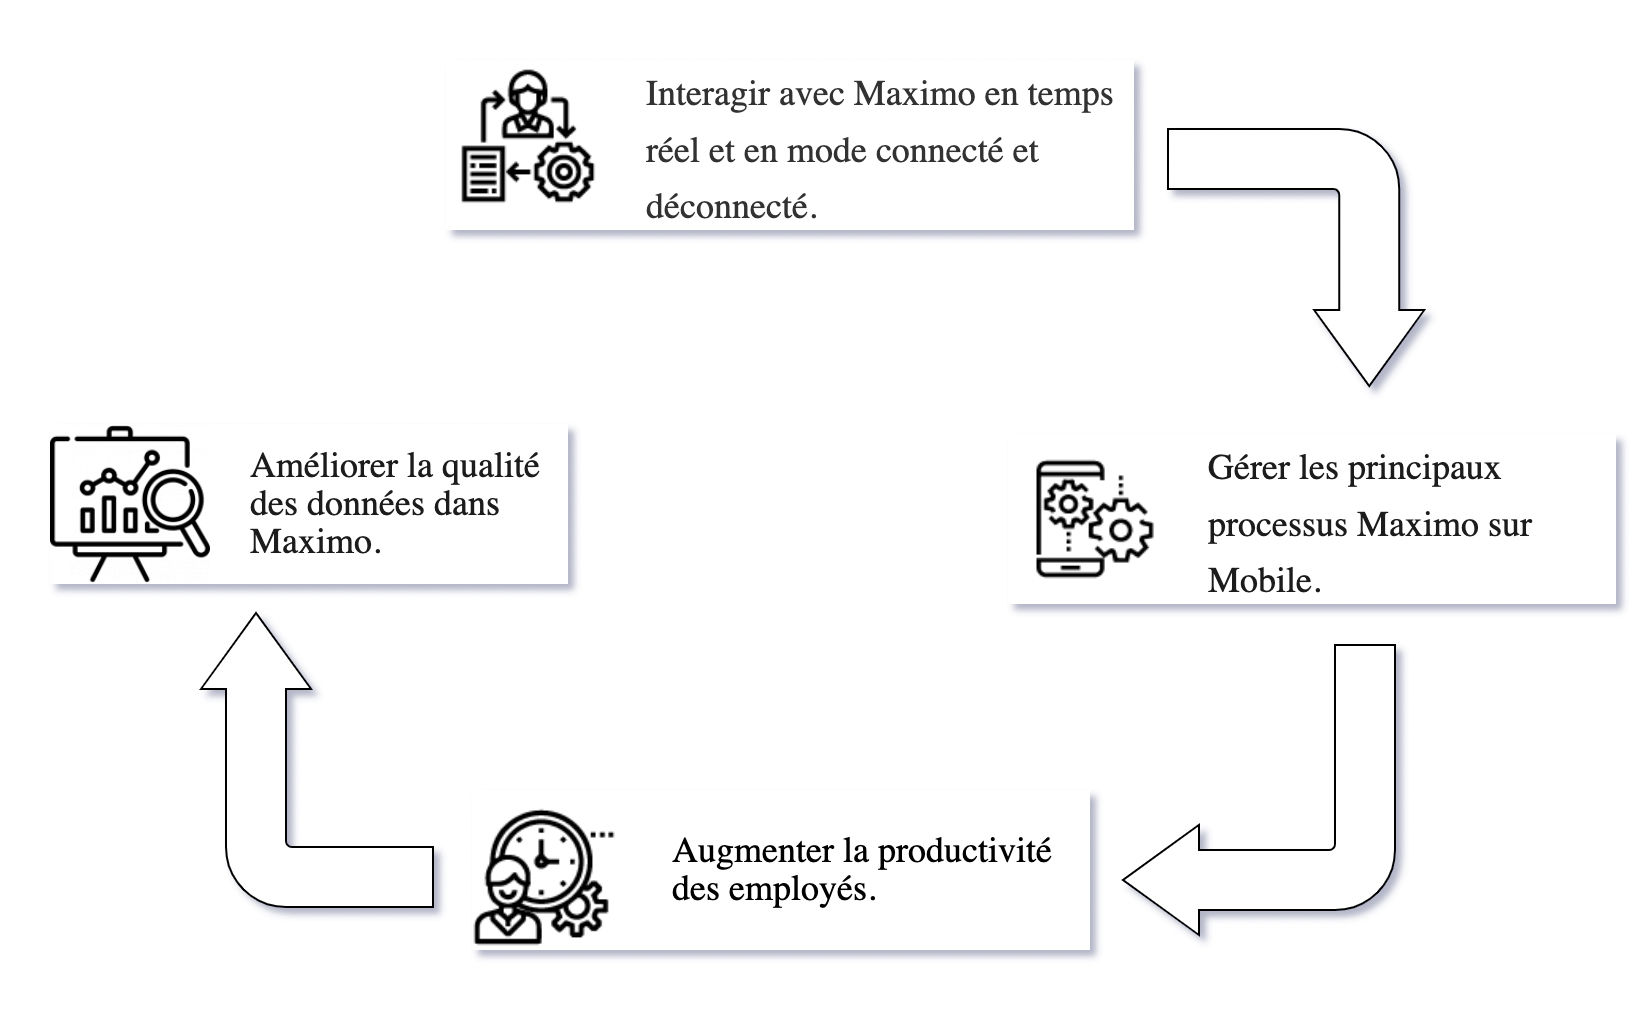 Interagir avec Maximo en temps
réel et en mode connecté et
déconnecté.
Gérer les principaux
processus Maximo sur
Mobile.
Augmenter la productivité
des employés.
Améliorer la qualité
des données dans
Maximo.